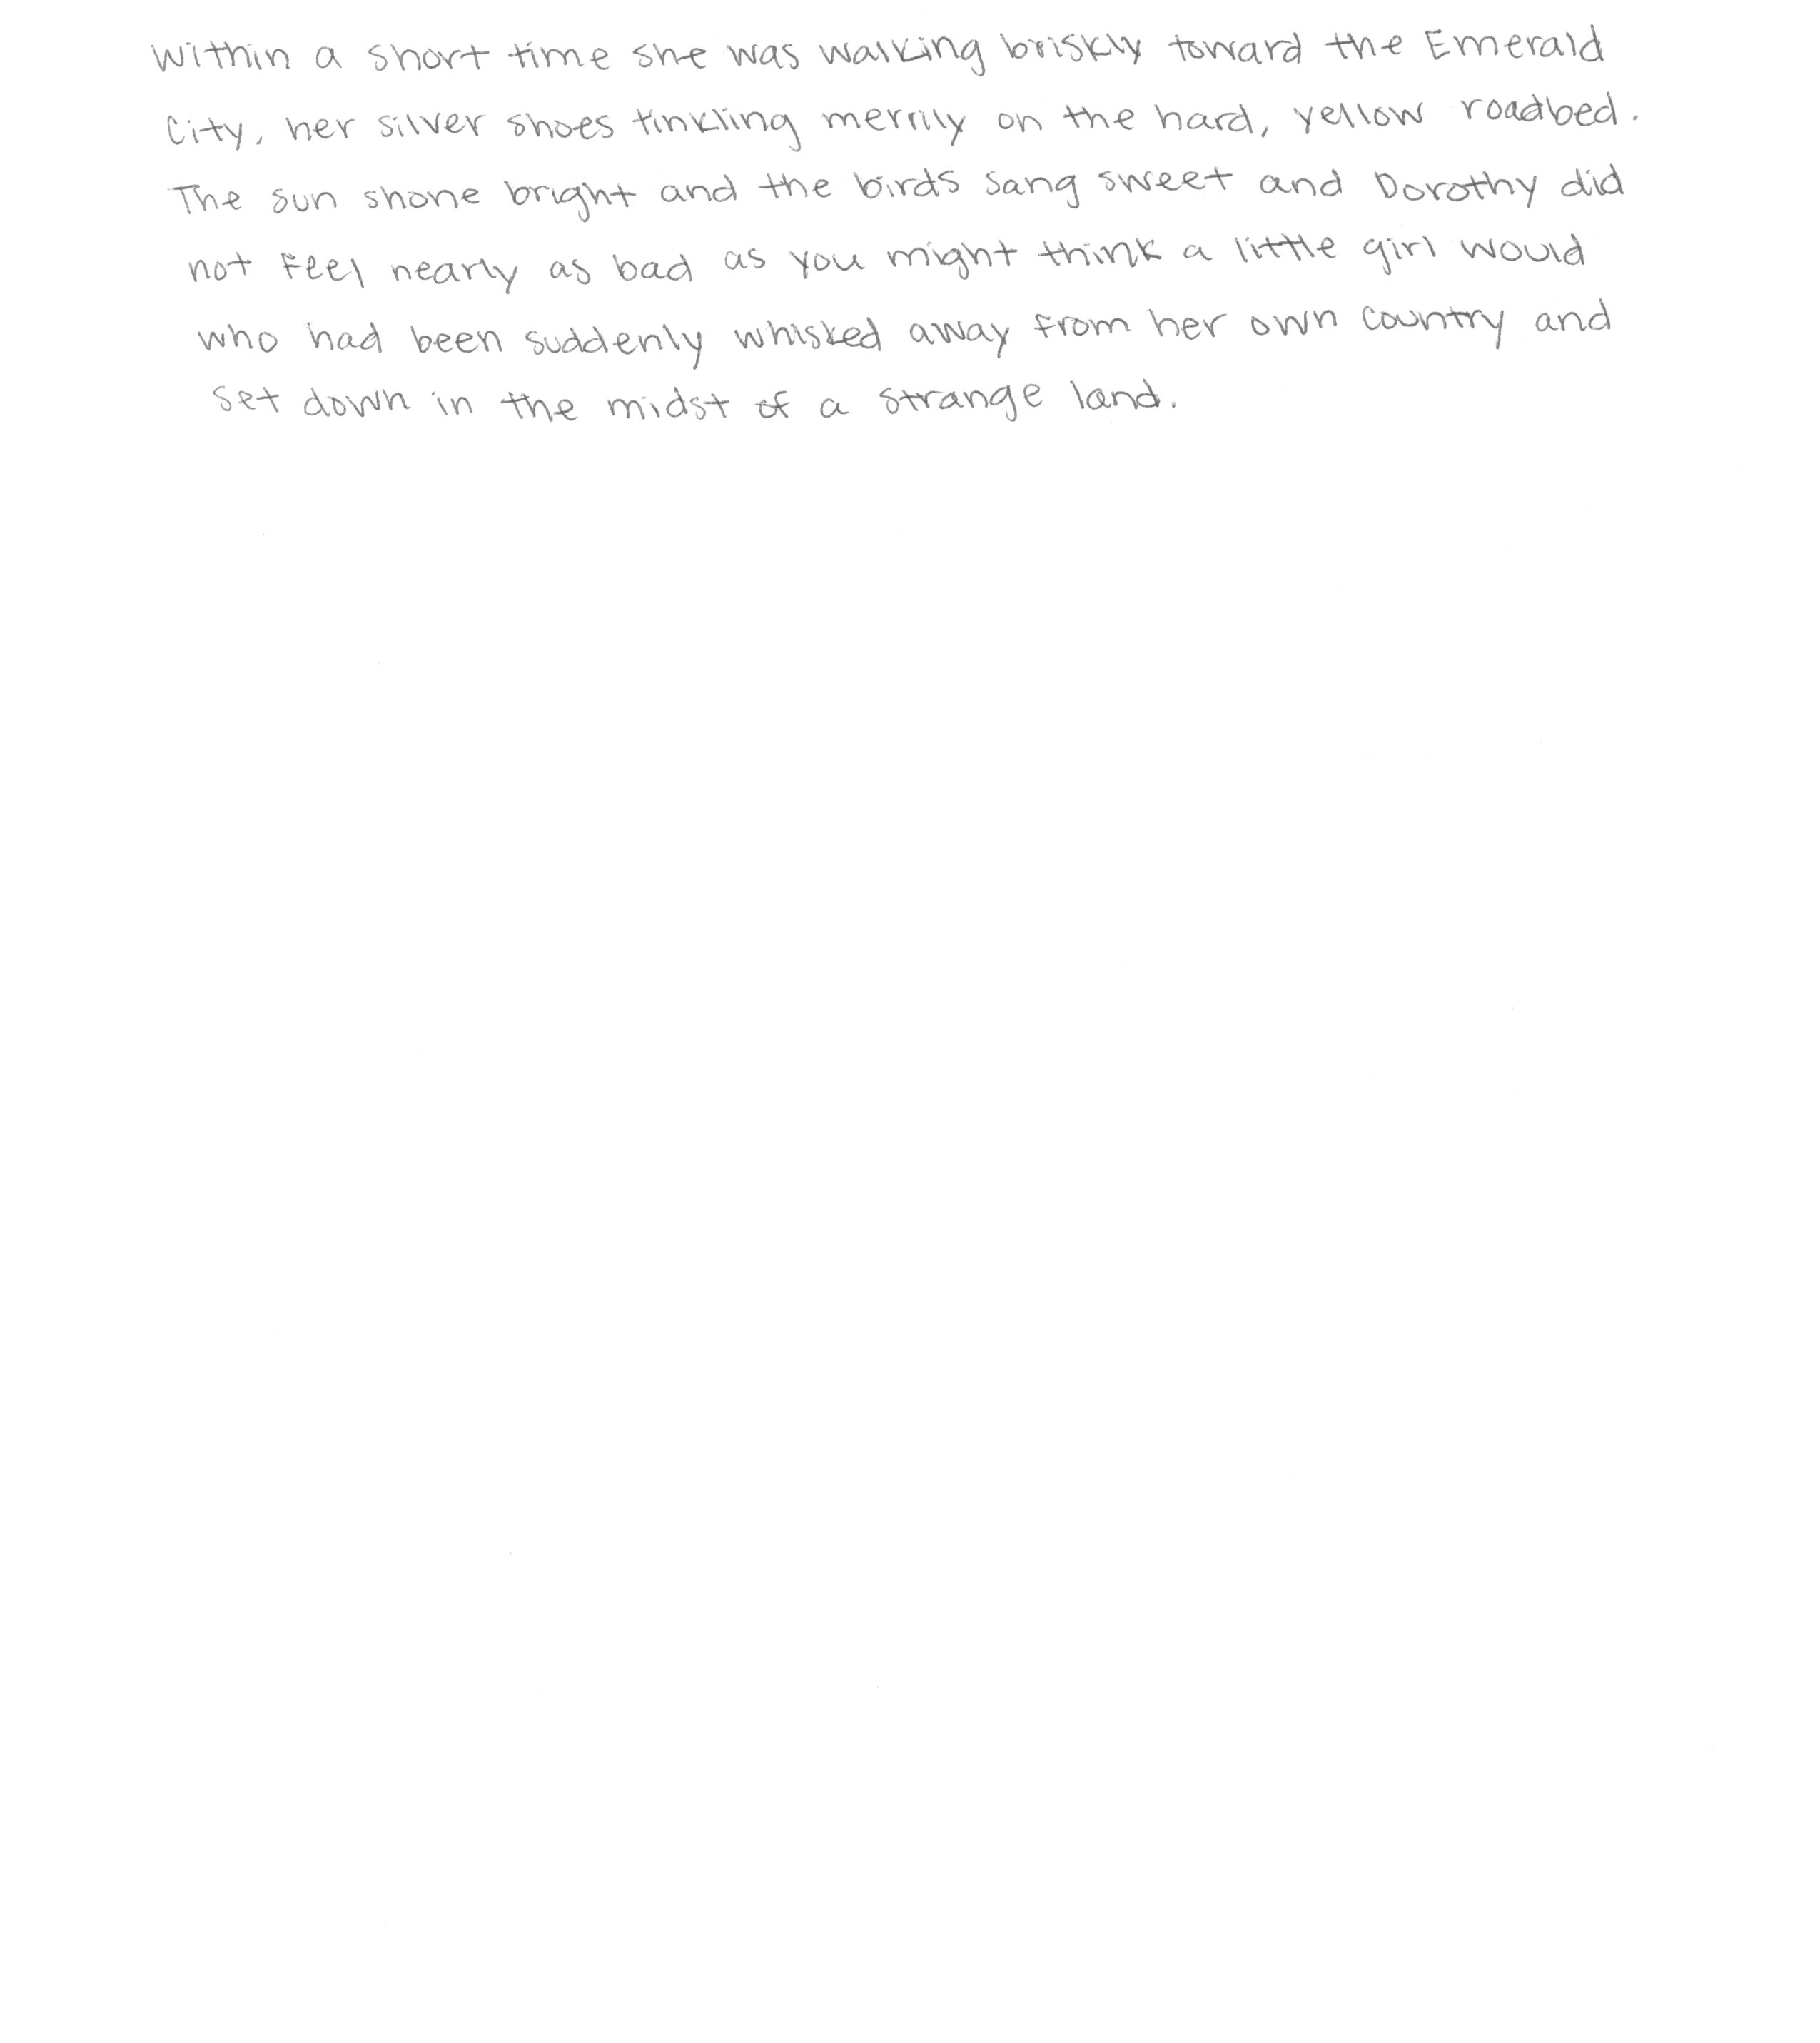 Within a short time she was walking briskly toward the Emerald
City, her silver shoes tinkling merrily on the hard, yellow roadbed.
The sun shone bright and the birds sang sweet and Dorothy did
not feel nearly as bad as you might think a little girl would
who had been suddenly whisked away from her own country and
set down in the midst of a strange land.